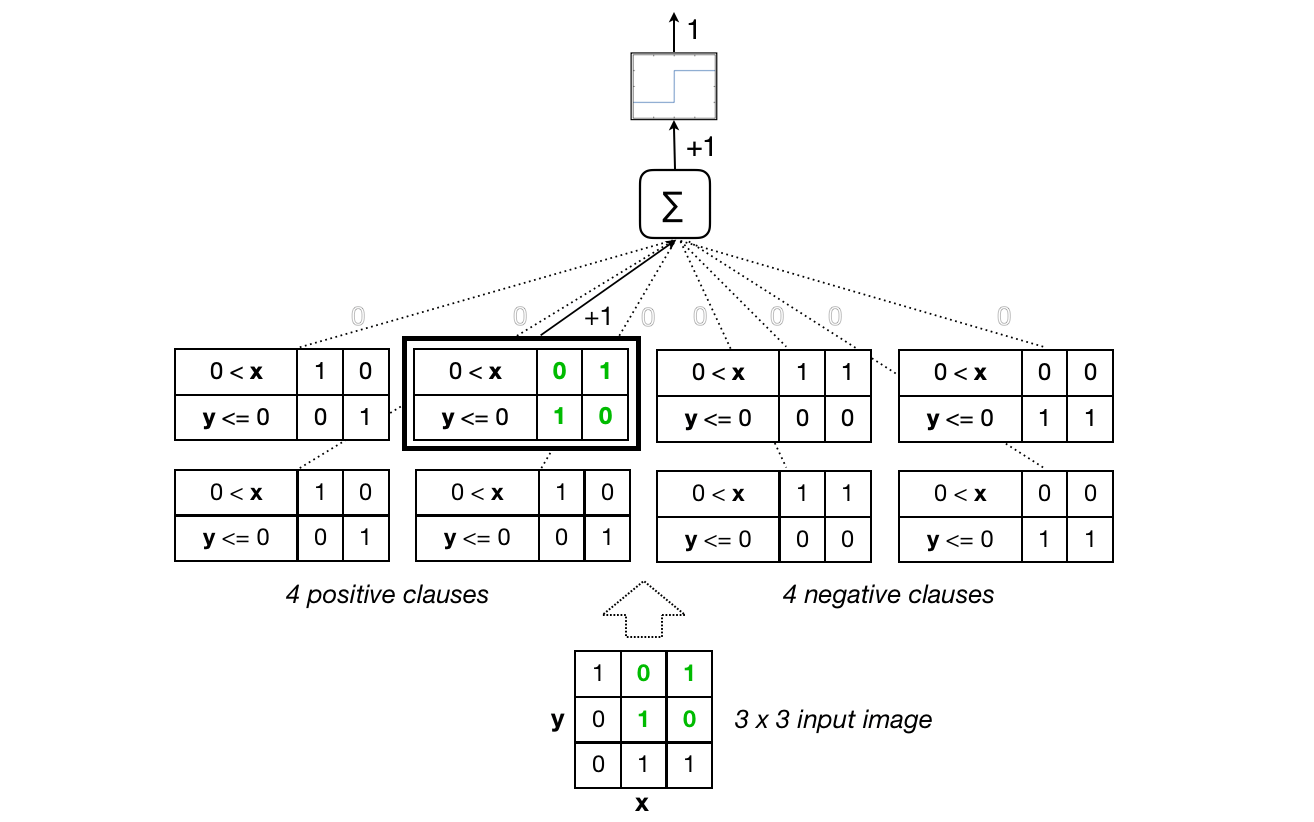 1
+1
∑
0 0 +1 0 0 0 0 0
0 < x 1 0 0 < x 0 1 0 < x 1 1 0 < x 0 0
y <= 0 0 1 y <= 0 1 0 y <= 0 0 0 y <= 0 1 1
0 < x 1 0 0 < x 1 0 0 < x 1 1 0 < x 0 0
y <= 0 0 1 y <= 0 0 1 y <= 0 0 0 y <= 0 1 1
4 positive clauses 4 negative clauses
1 0 1
y 0 1 0 3 x 3 input image
0 1 1
x